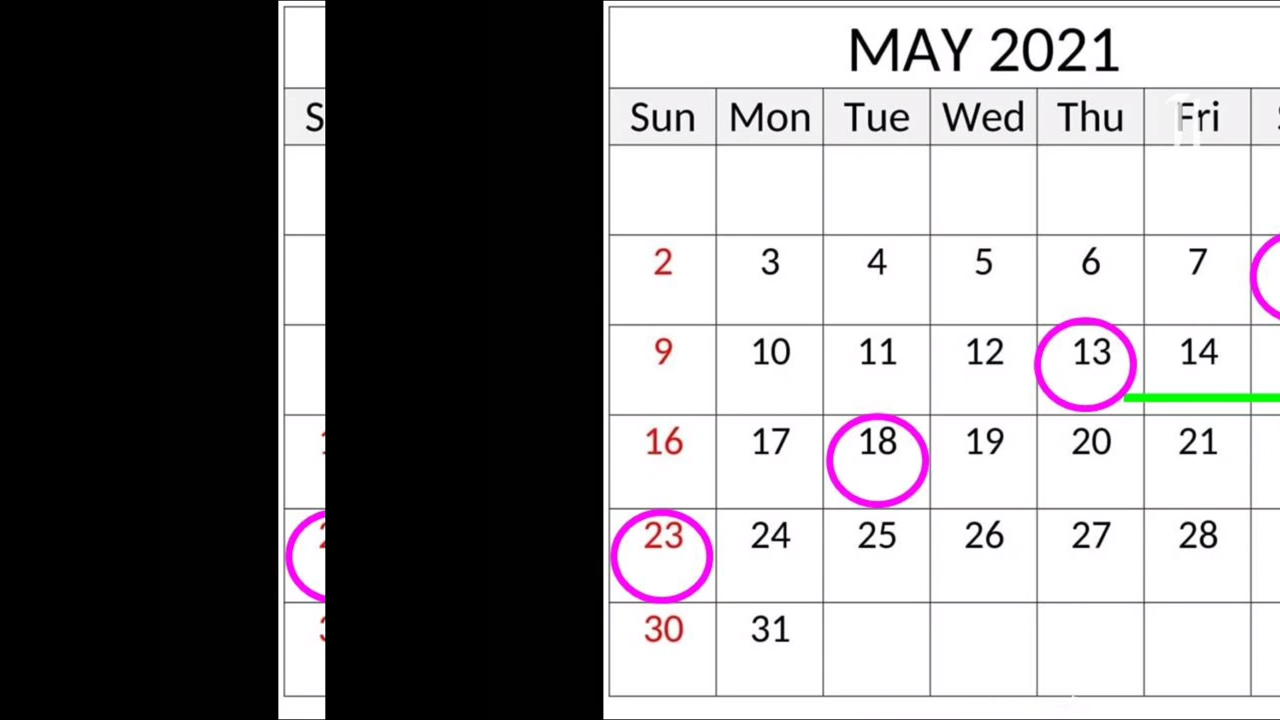 MAY 2021
Sun Mon Tue Wed Thu Fri
2 3 4 5 6 7
9 10 11 12 13 14
16 17 18 19 20 21
23 24 25 26 27 28
30 31